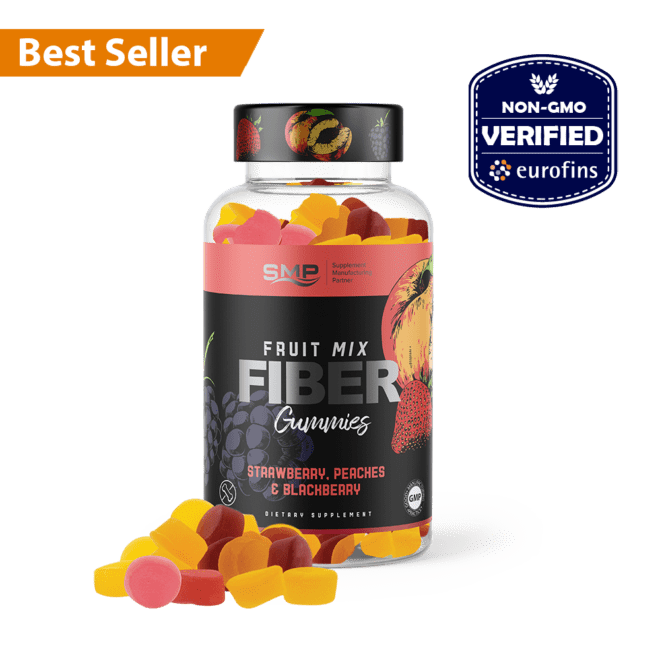 Best Seller
NON-GMO
VERIFIED
eurofins
SMP
Supplement
Manufacturing
Partner
FRUIT MIX
FIBER
Gummies
STRAWBERRY, PEACHES
& BLACKBERRY
DIETARY SUPPLEMENT
GMP